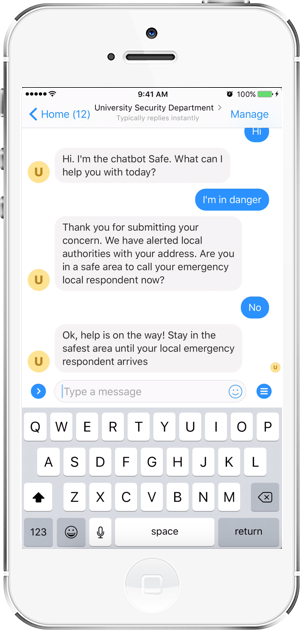 9:41 AM 100%
Home (12) University Security Department Manage
Typically replies instantly
Hi
Hi. I'm the chatbot Safe. What can I
help you with today?
U
I'm in danger
Thank you for submitting your
concern. We have alerted local
authorities with your address. Are you
in a safe area to call your emergency
local respondent now?
U
No
Ok, help is on the way! Stay in the
safest area until your local emergency
respondent arrives
U
U
Type a message
Q W E R T Y U I O P
A S D F G H J K L
Z X C V B N M
123 space return